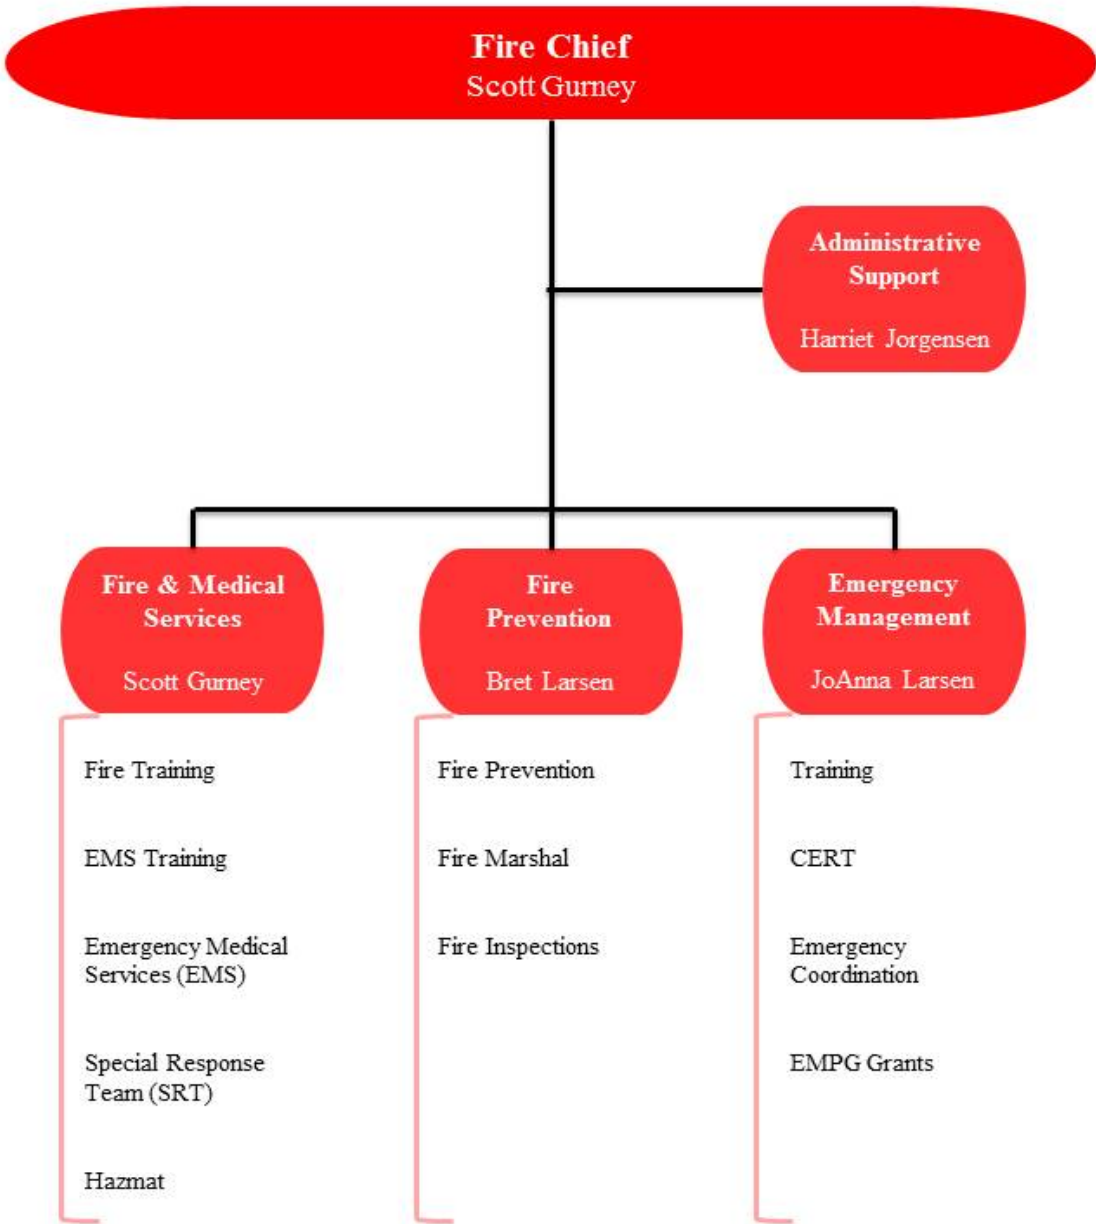 Fire Chief
Scott Gurney
Administrative
Support
Harriet Jorgensen
Fire & Medical
Services
Scott Gurney
Fire Training
EMS Training
Emergency Medical
Services (EMS)
Special Response
Team (SRT)
Hazmat
Fire
Prevention
Bret Larsen
Fire Prevention
Fire Marshal
Fire Inspections
Emergency
Management
JoAnna Larsen
Training
CERT
Emergency
Coordination
EMPG Grants